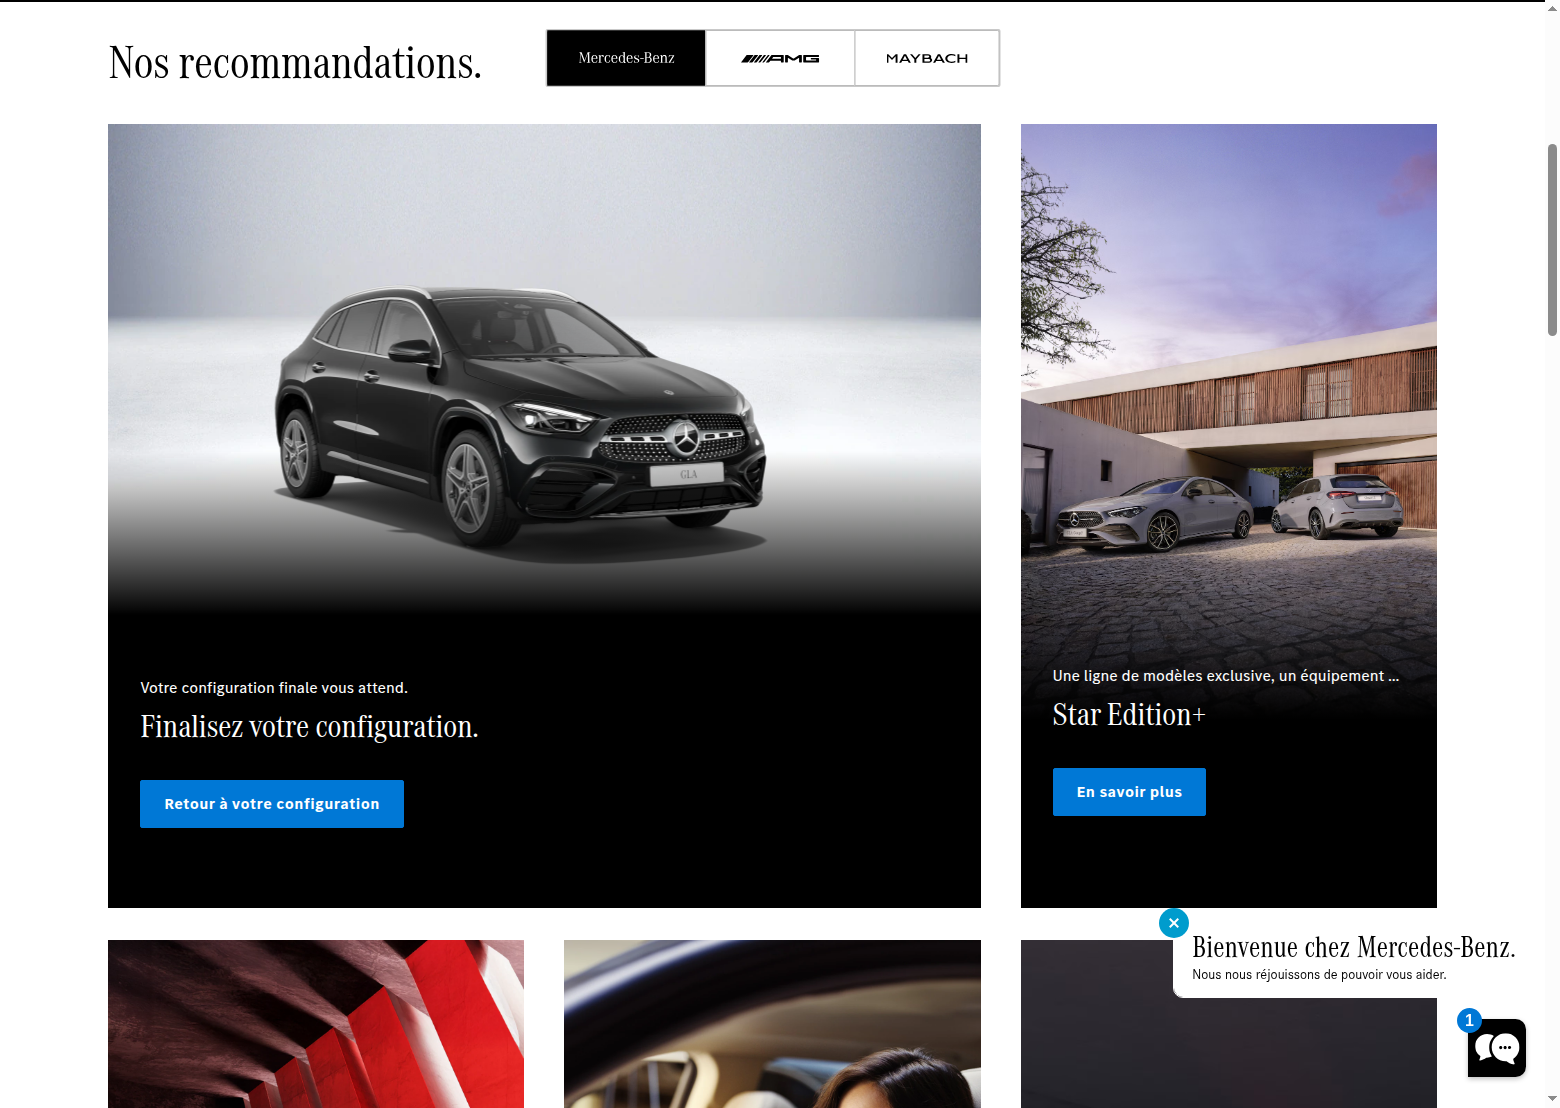 Nos recommandations.
Mercedes-Benz
AMG
MAYBACH
GLA
Votre configuration finale vous attend.
Finalisez votre configuration.
Retour à votre configuration
Une ligne de modèles exclusive, un équipement ...
Star Edition+
En savoir plus
Bienvenue chez Mercedes-Benz.
Nous nous réjouissons de pouvoir vous aider.
1